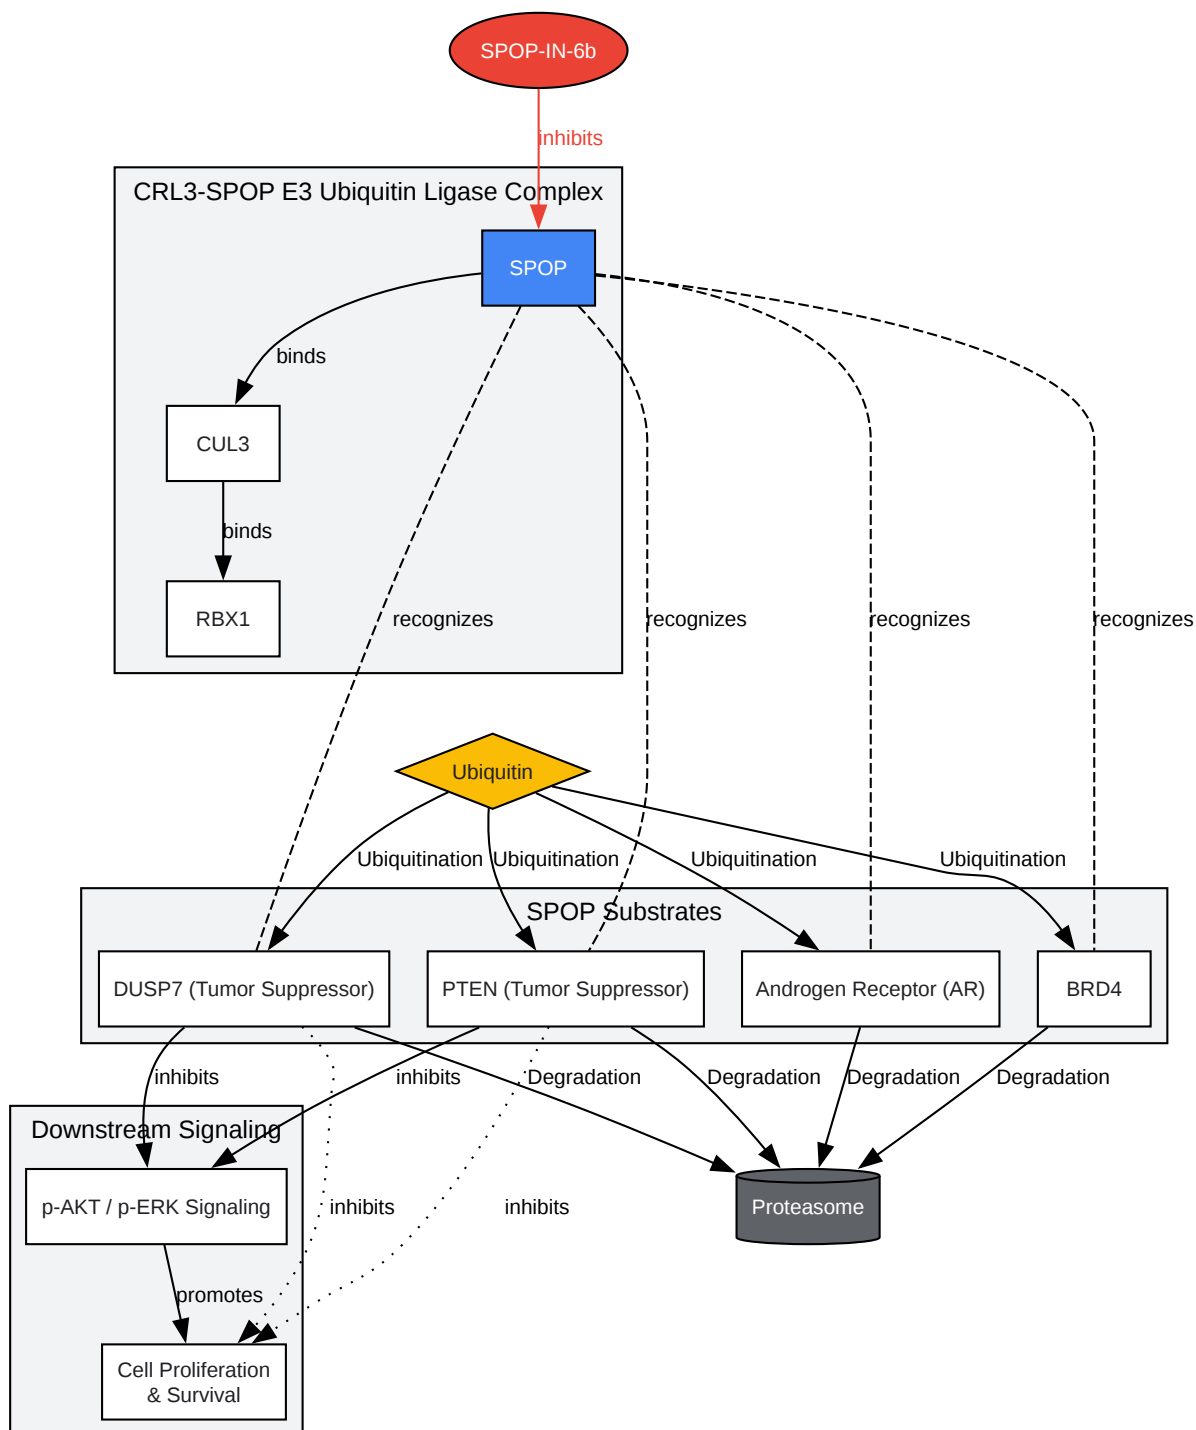 SPOP-IN-6b
inhibits
CRL3-SPOP E3 Ubiquitin Ligase Complex
SPOP
binds
CUL3
binds
RBX1
recognizes
recognizes
recognizes
recognizes
Ubiquitin
Ubiquitination
Ubiquitination
Ubiquitination
Ubiquitination
SPOP Substrates
DUSP7 (Tumor Suppressor)
PTEN (Tumor Suppressor)
Androgen Receptor (AR)
BRD4
inhibits
inhibits
Degradation
Degradation
Degradation
Degradation
Downstream Signaling
p-AKT / p-ERK Signaling
inhibits
inhibits
Proteasome
promotes
Cell Proliferation
& Survival